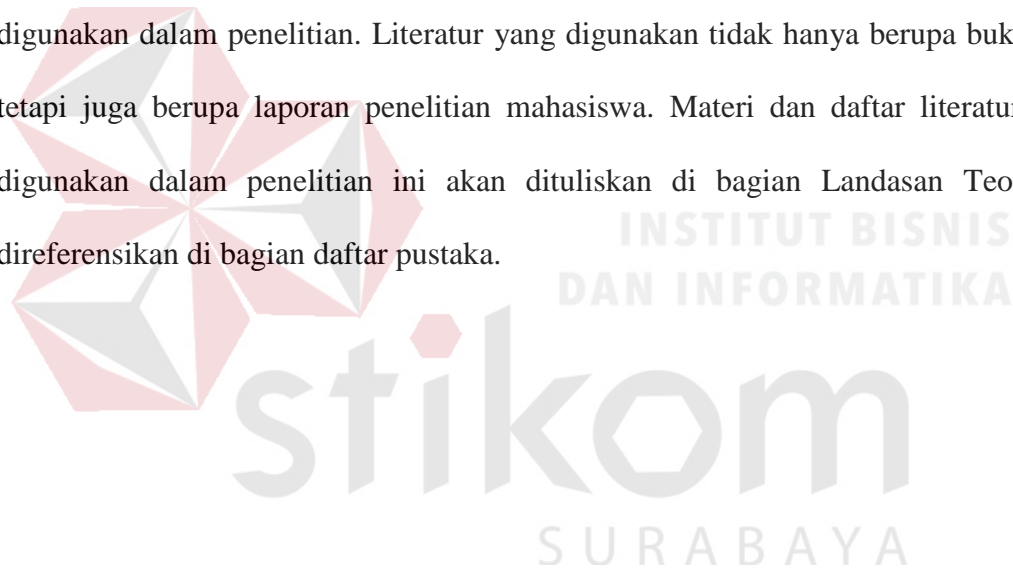 digunakan dalam penelitian. Literatur yang digunakan tidak hanya berupa buk
tetapi juga berupa laporan penelitian mahasiswa. Materi dan daftar literatur
digunakan dalam penelitian ini akan dituliskan di bagian Landasan Teo
direferensikan di bagian daftar pustaka.
INSTITUT BISNIS
DAN INFORMATIKA
stikom
SURABAYA